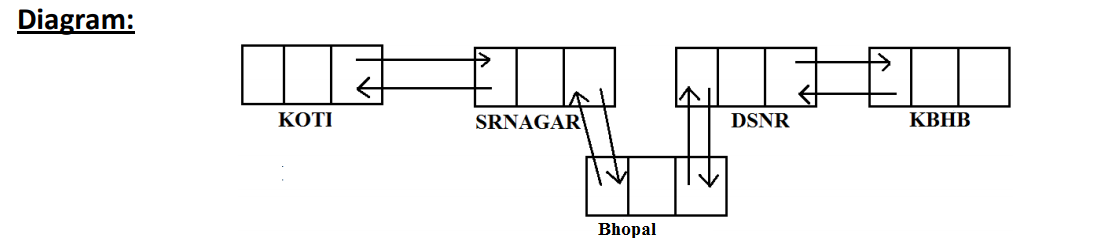 Diagram:
KOTI
SRNAGAR
DSNR
KBHB
Bhopal